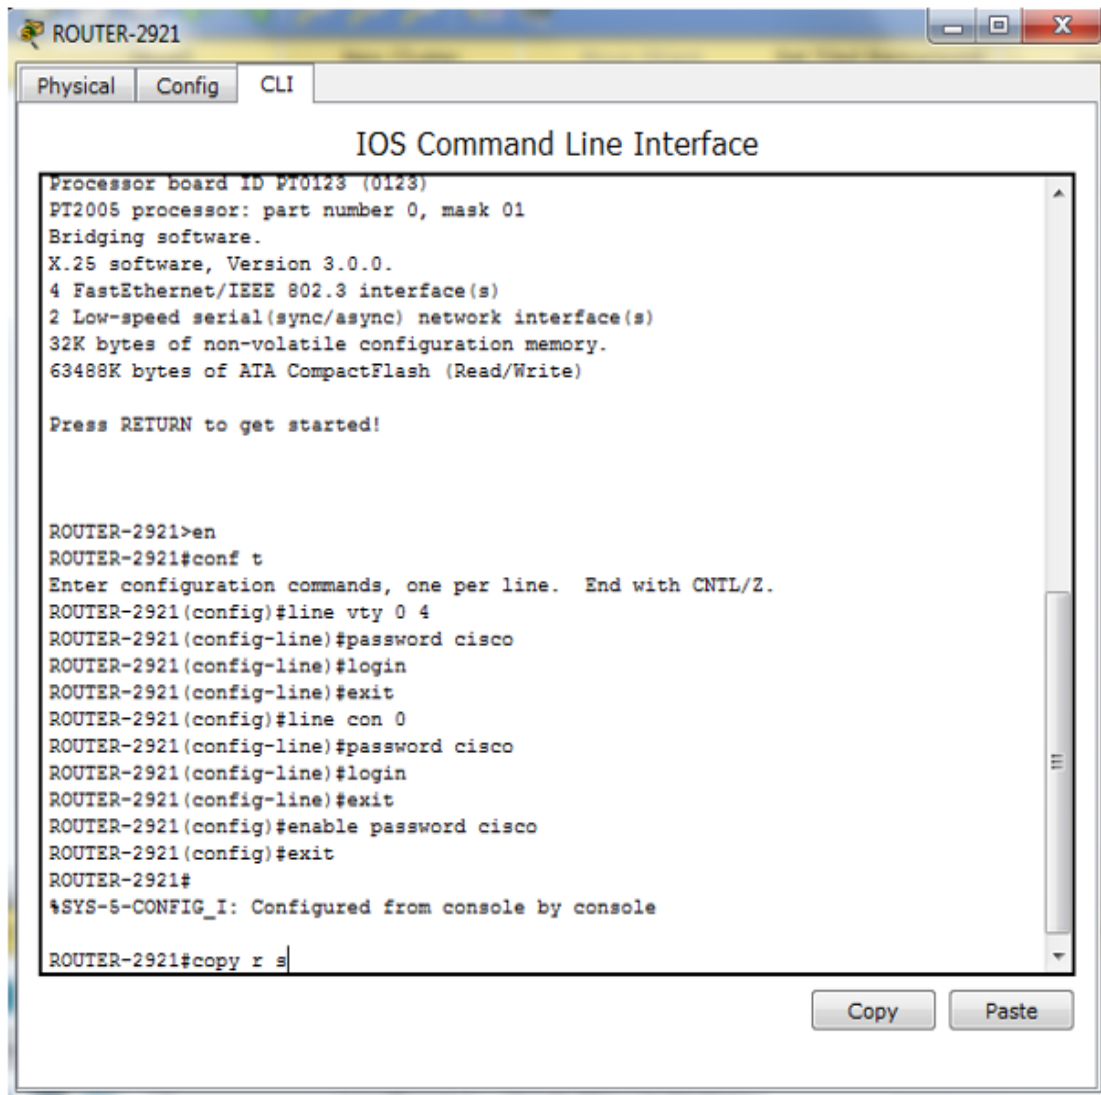 ROUTER-2921
Physical Config CLI
IOS Command Line Interface
Processor board ID PT0123 (0123)
PT2005 processor: part number 0, mask 01
Bridging software.
X.25 software, Version 3.0.0.
4 FastEthernet/IEEE 802.3 interface(s)
2 Low-speed serial(sync/async) network interface(s)
32K bytes of non-volatile configuration memory.
63488K bytes of ATA CompactFlash (Read/Write)
Press RETURN to get started!
ROUTER-2921>en
ROUTER-2921#conf t
Enter configuration commands, one per line.  End with CNTL/Z.
ROUTER-2921(config)#line vty 0 4
ROUTER-2921(config-line)#password cisco
ROUTER-2921(config-line)#login
ROUTER-2921(config-line)#exit
ROUTER-2921(config)#line con 0
ROUTER-2921(config-line)#password cisco
ROUTER-2921(config-line)#login
ROUTER-2921(config-line)#exit
ROUTER-2921(config)#enable password cisco
ROUTER-2921(config)#exit
ROUTER-2921#
%SYS-5-CONFIG_I: Configured from console by console
ROUTER-2921#copy r s
Copy Paste